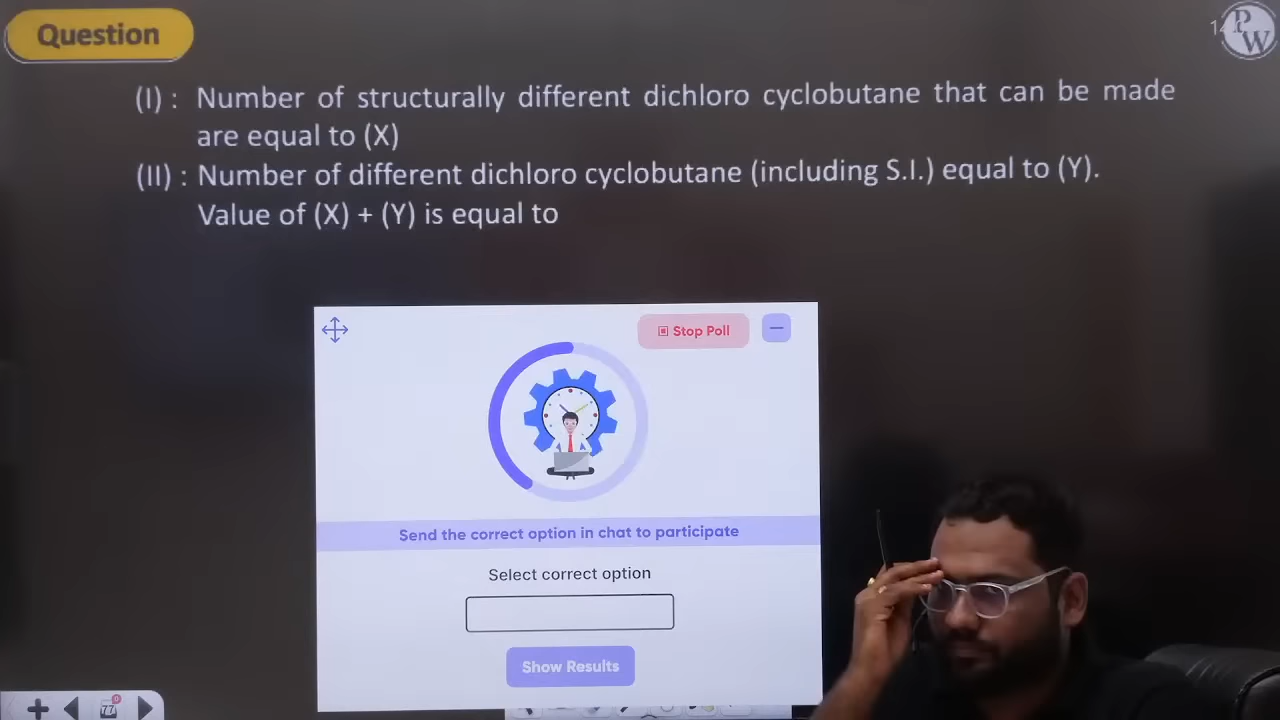 Question
PW
(I) : Number of structurally different dichloro cyclobutane that can be made
are equal to (X)
(II) : Number of different dichloro cyclobutane (including S.I.) equal to (Y).
Value of (X) + (Y) is equal to
Stop Poll
Send the correct option in chat to participate
Select correct option
Show Results
77